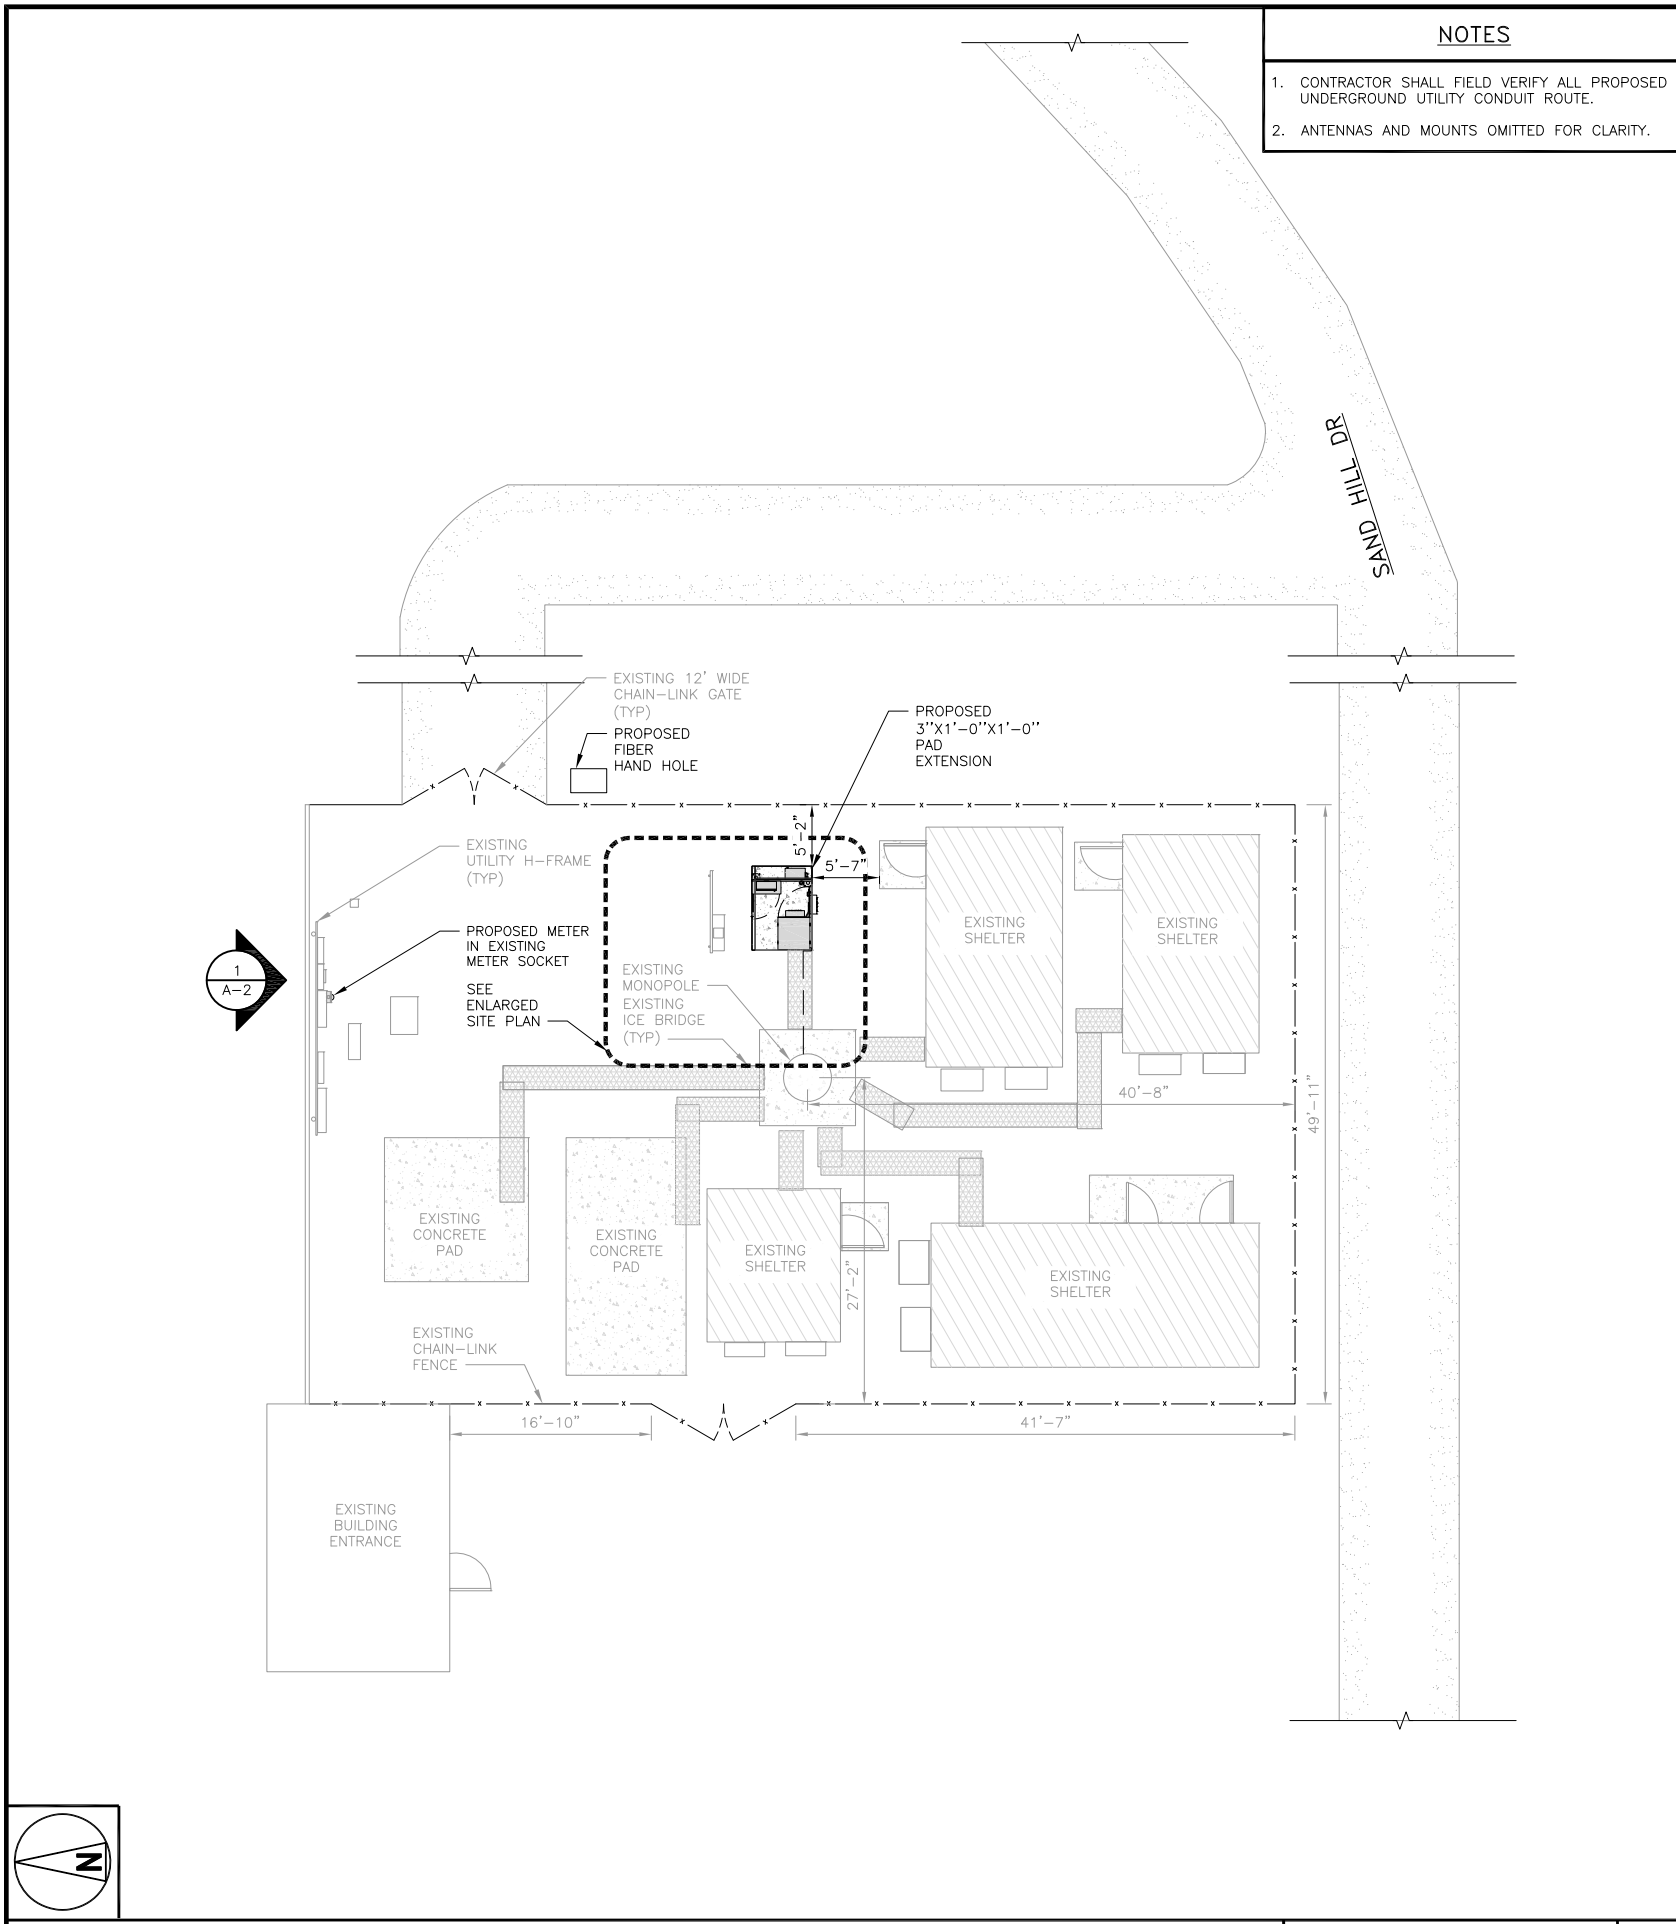 NOTES
1. CONTRACTOR SHALL FIELD VERIFY ALL PROPOSED
UNDERGROUND UTILITY CONDUIT ROUTE.
2. ANTENNAS AND MOUNTS OMITTED FOR CLARITY.
SAND HILL DR
EXISTING 12' WIDE
CHAIN-LINK GATE
(TYP)
PROPOSED
FIBER
HAND HOLE
PROPOSED
3''X1'-0''X1'-0''
PAD
EXTENSION
5'-2"
5'-7"
EXISTING
UTILITY H-FRAME
(TYP)
PROPOSED METER
IN EXISTING
METER SOCKET
SEE
ENLARGED
SITE PLAN
1
A-2
EXISTING
MONOPOLE
EXISTING
ICE BRIDGE
(TYP)
EXISTING
SHELTER
EXISTING
SHELTER
40'-8"
49'-11"
EXISTING
CONCRETE
PAD
EXISTING
CONCRETE
PAD
EXISTING
SHELTER
27'-2"
EXISTING
SHELTER
EXISTING
CHAIN-LINK
FENCE
16'-10"
41'-7"
EXISTING
BUILDING
ENTRANCE
N